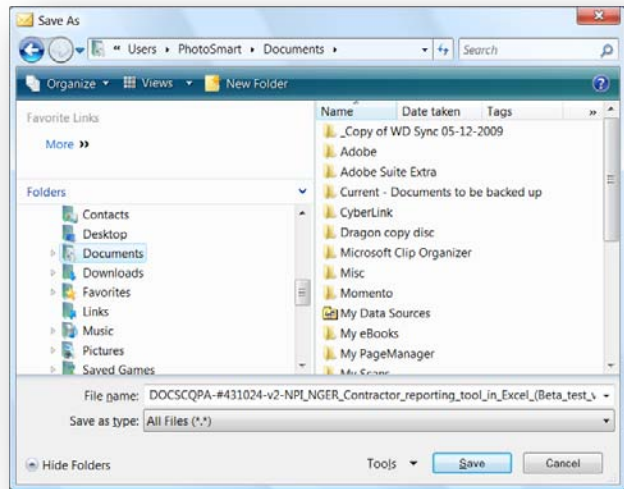 Save As
« Users › PhotoSmart › Documents ›
Search
Organize Views New Folder
Favorite Links
More »
Folders
Contacts
Desktop
Documents
Downloads
Favorites
Links
Music
Pictures
Saved Games
Name Date taken Tags »
_Copy of WD Sync 05-12-2009
Adobe
Adobe Suite Extra
Current - Documents to be backed up
CyberLink
Dragon copy disc
Microsoft Clip Organizer
Misc
Momento
My Data Sources
My eBooks
My PageManager
My Scans
File name: DOCSCQPA-#431024-v2-NPI_NGER_Contractor_reporting_tool_in_Excel_(Beta_test_v
Save as type: All Files (*.*)
Hide Folders Tools Save Cancel